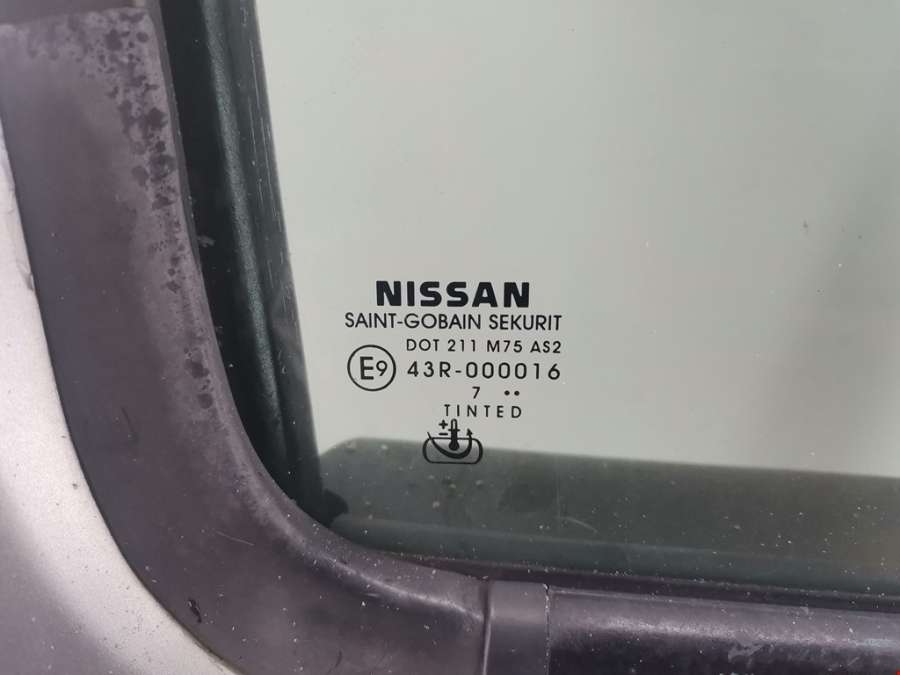 NISSAN
SAINT-GOBAIN SEKURIT
DOT 211 M75 AS2
E9 43R-000016
7 ••
TINTED